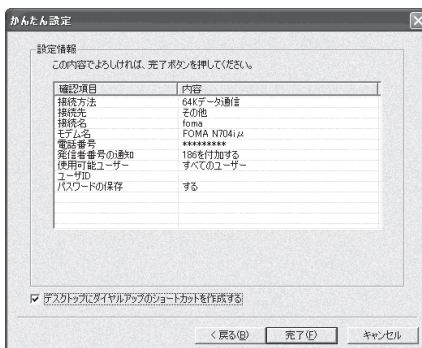 かんたん設定
設定情報
この内容でよろしければ、完了ボタンを押してください。
確認項目 内容
接続方法 64Kデータ通信
接続先 その他
接続名 foma
モデム名 FOMA N704iμ
電話番号 *********
発信者番号の通知 186を付加する
使用可能ユーザー すべてのユーザー
ユーザID
パスワードの保存 する
デスクトップにダイヤルアップのショートカットを作成する
< 戻る(B) 完了(F) キャンセル